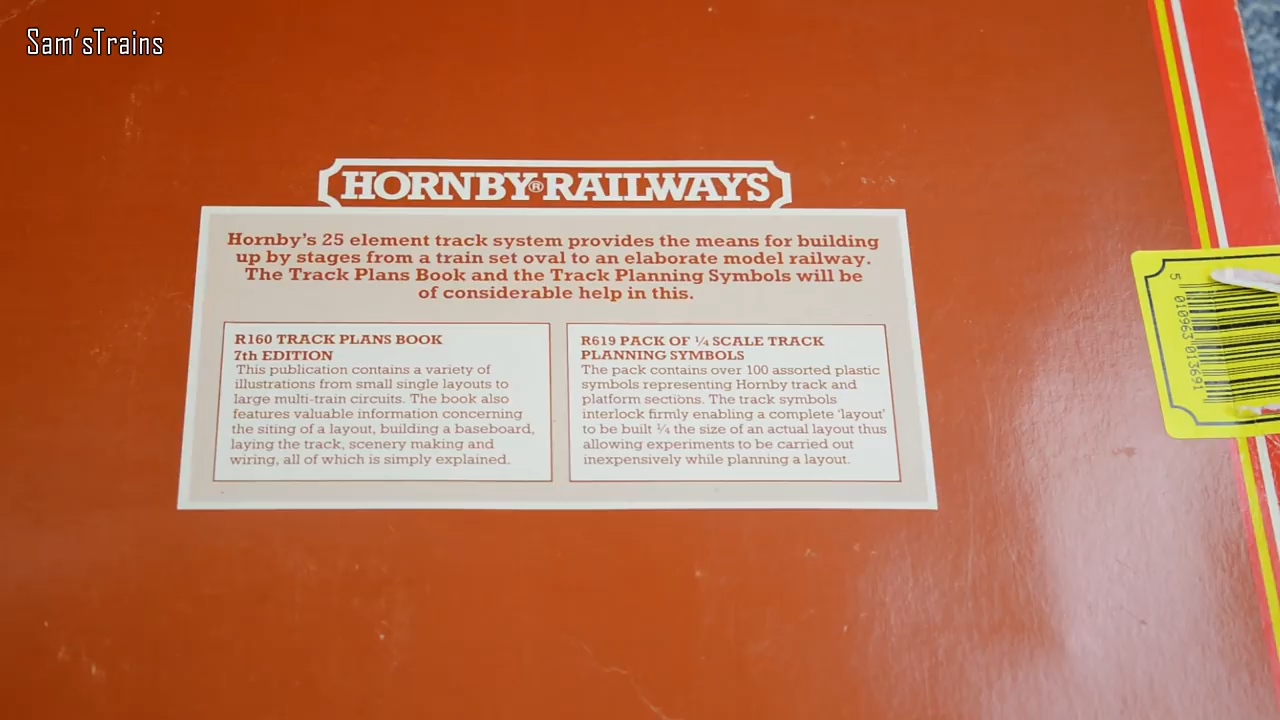 Sam'sTrains
HORNBY® RAILWAYS
Hornby's 25 element track system provides the means for building
up by stages from a train set oval to an elaborate model railway.
The Track Plans Book and the Track Planning Symbols will be
of considerable help in this.
R160 TRACK PLANS BOOK
7th EDITION
This publication contains a variety of
illustrations from small single layouts to
large multi-train circuits. The book also
features valuable information concerning
the siting of a layout, building a baseboard,
laying the track, scenery making and
wiring, all of which is simply explained.
R619 PACK OF ¼ SCALE TRACK
PLANNING SYMBOLS
The pack contains over 100 assorted plastic
symbols representing Hornby track and
platform sections. The track symbols
interlock firmly enabling a complete 'layout'
to be built ¼ the size of an actual layout thus
allowing experiments to be carried out
inexpensively while planning a layout.
5 010963 013691